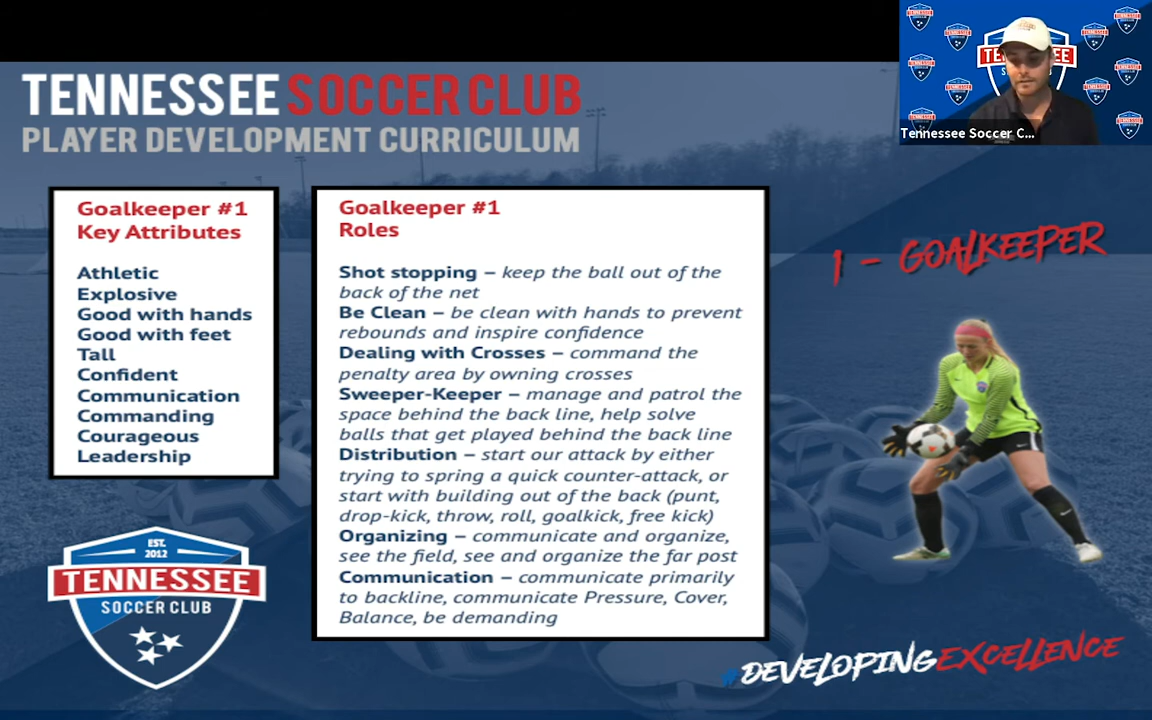 TENNESSEE SOCCER CLUB
PLAYER DEVELOPMENT CURRICULUM
Tennessee Soccer C...
Goalkeeper #1
Key Attributes
Athletic
Explosive
Good with hands
Good with feet
Tall
Confident
Communication
Commanding
Courageous
Leadership
Goalkeeper #1
Roles
Shot stopping – keep the ball out of the
back of the net
Be Clean – be clean with hands to prevent
rebounds and inspire confidence
Dealing with Crosses – command the
penalty area by owning crosses
Sweeper-Keeper – manage and patrol the
space behind the back line, help solve
balls that get played behind the back line
Distribution – start our attack by either
trying to spring a quick counter-attack, or
start with building out of the back (punt,
drop-kick, throw, roll, goalkick, free kick)
Organizing – communicate and organize,
see the field, see and organize the far post
Communication – communicate primarily
to backline, communicate Pressure, Cover,
Balance, be demanding
1 - GOALKEEPER
EST.
2012
TENNESSEE
SOCCER CLUB
#DEVELOPINGEXCELLENCE